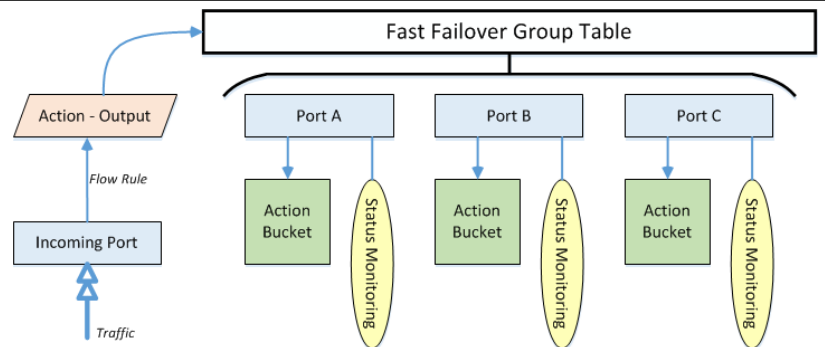 Fast Failover Group Table
Action - Output
Port A
Port B
Port C
Flow Rule
Action
Bucket
Status Monitoring
Action
Bucket
Status Monitoring
Action
Bucket
Status Monitoring
Incoming Port
Traffic